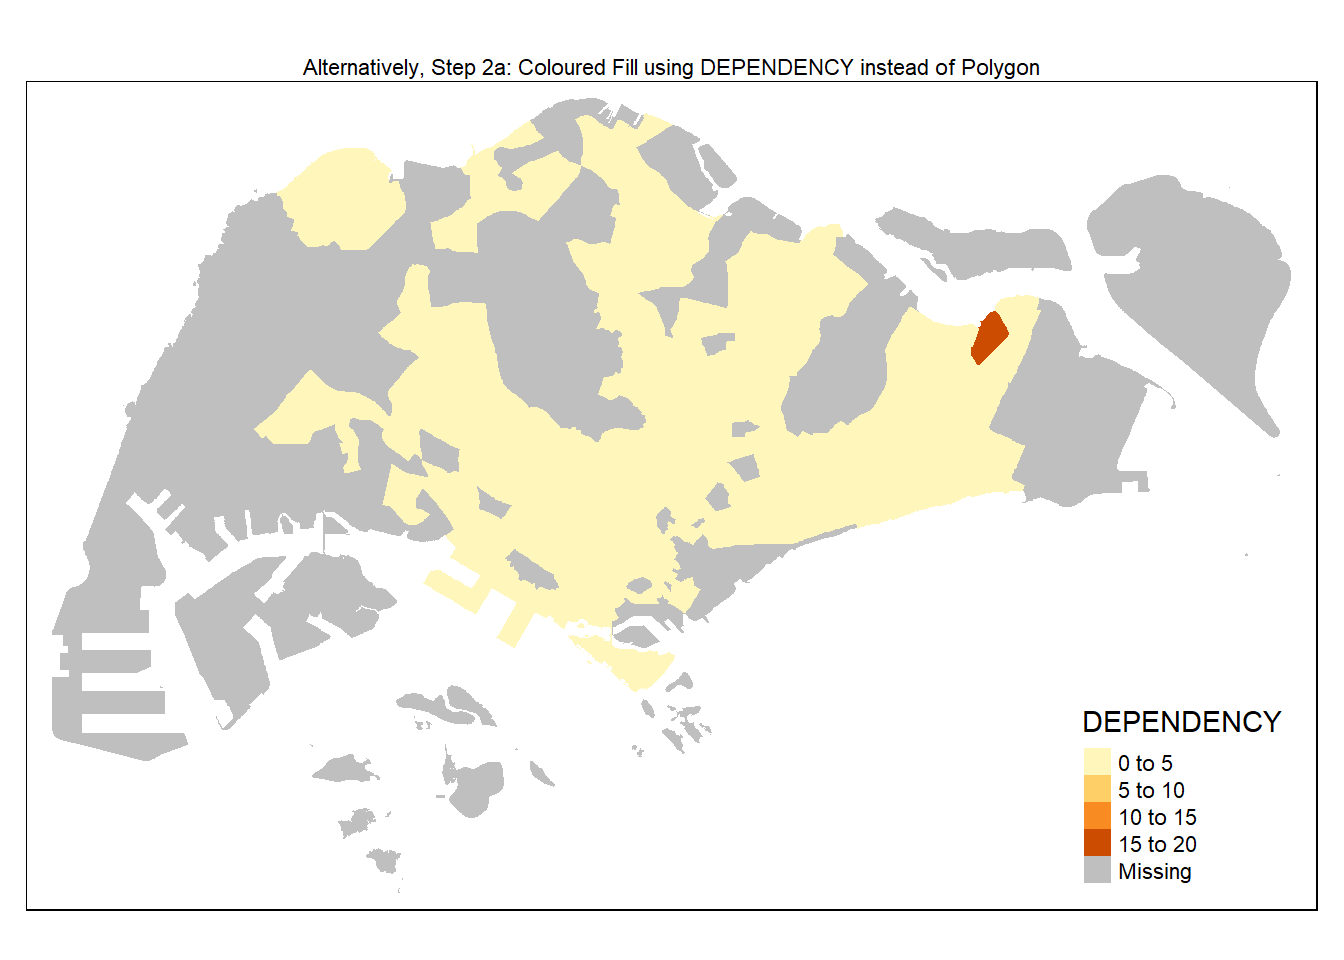 Alternatively, Step 2a: Coloured Fill using DEPENDENCY instead of Polygon
DEPENDENCY
0 to 5
5 to 10
10 to 15
15 to 20
Missing